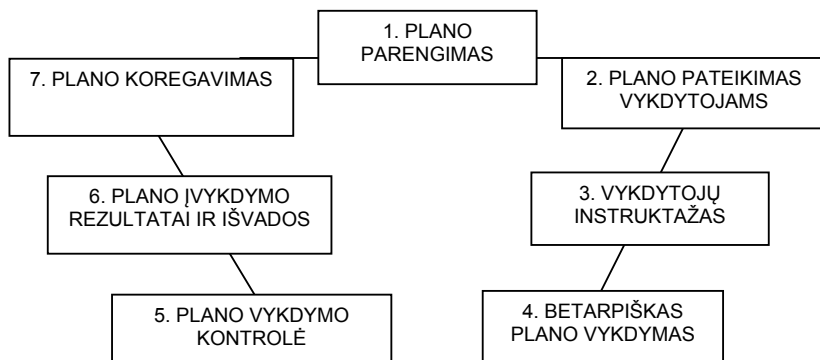 1. PLANO
PARENGIMAS
7. PLANO KOREGAVIMAS
2. PLANO PATEIKIMAS
VYKDYTOJAMS
6. PLANO ĮVYKDYMO
REZULTATAI IR IŠVADOS
3. VYKDYTOJŲ
INSTRUKTAŽAS
5. PLANO VYKDYMO
KONTROLĖ
4. BETARPIŠKAS
PLANO VYKDYMAS